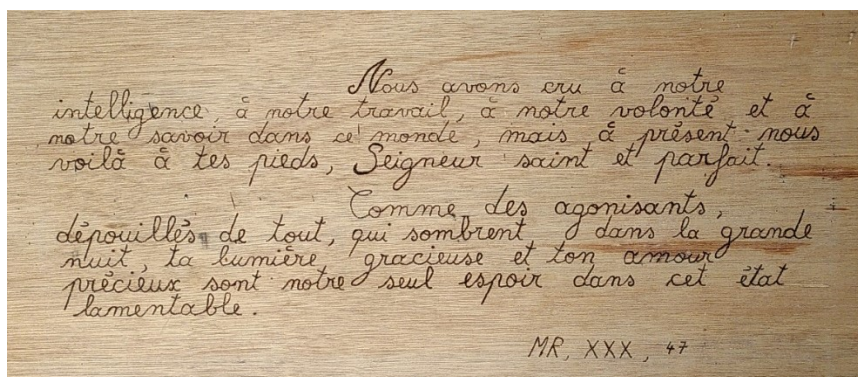 Nous avons cru à notre
intelligence, à notre travail, à notre volonté et à
notre savoir dans ce monde, mais à présent nous
voilà à tes pieds, Seigneur saint et parfait.
Comme des agonisants,
dépouillés de tout, qui sombrent dans la grande
nuit, ta lumière gracieuse et ton amour
précieux sont notre seul espoir dans cet état
lamentable.
MR, XXX, 47